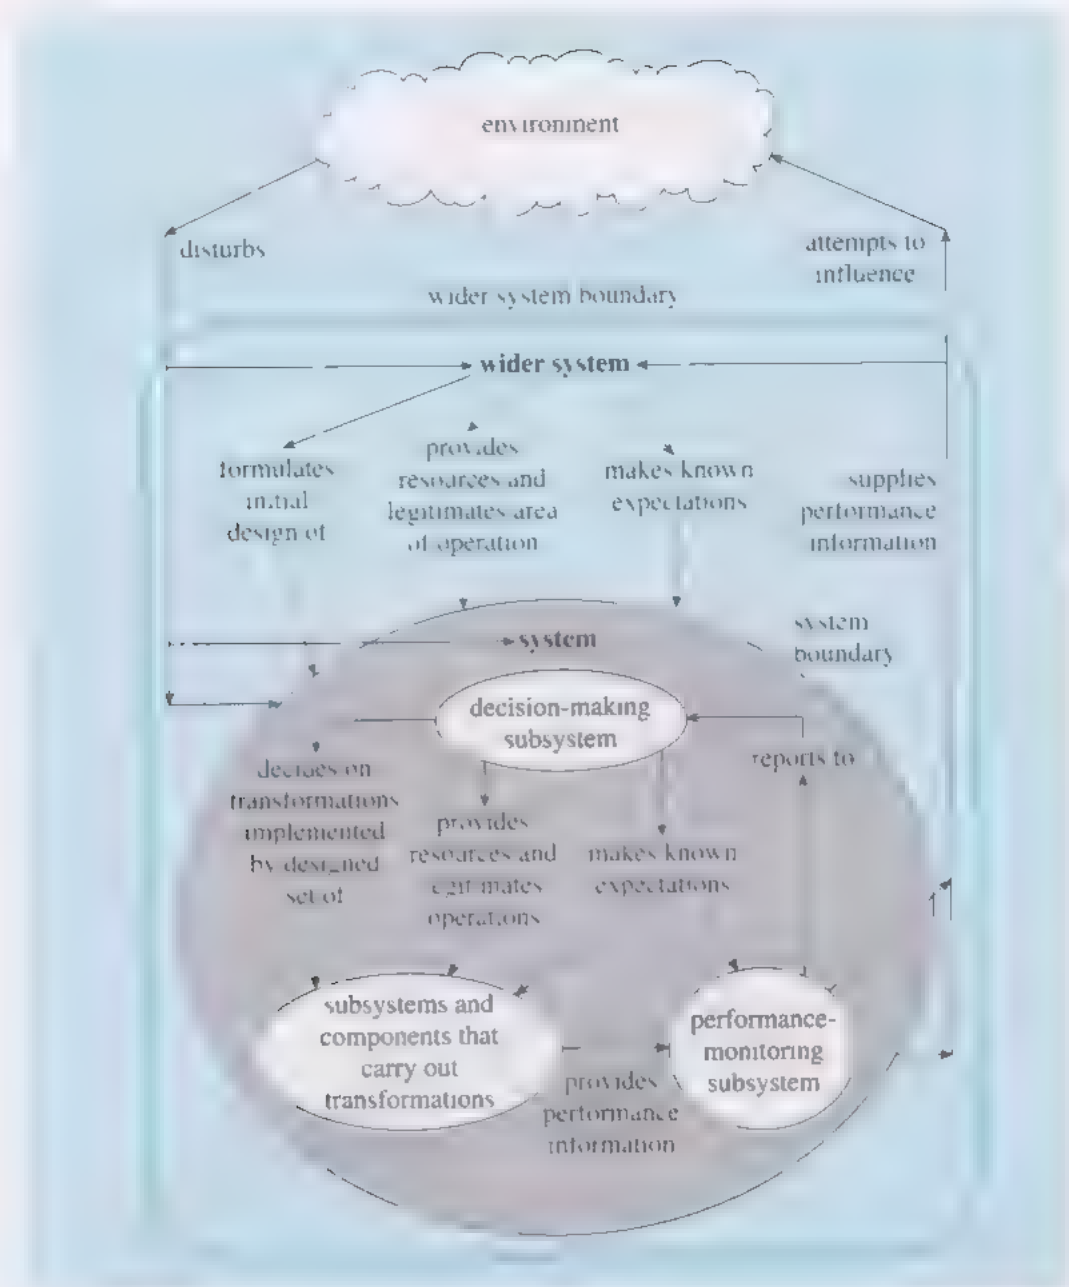 environment
disturbs
attempts to
influence
wider system boundary
wider system
formulates
initial
design of
provides
resources and
legitimates area
of operation
makes known
expectations
supplies
performance
information
system
boundary
system
decision-making
subsystem
reports to
decides on
transformations
implemented
by designed
set of
provides
resources and
legitimates
operations
makes known
expectations
subsystems and
components that
carry out
transformations
performance-
monitoring
subsystem
provides
performance
information